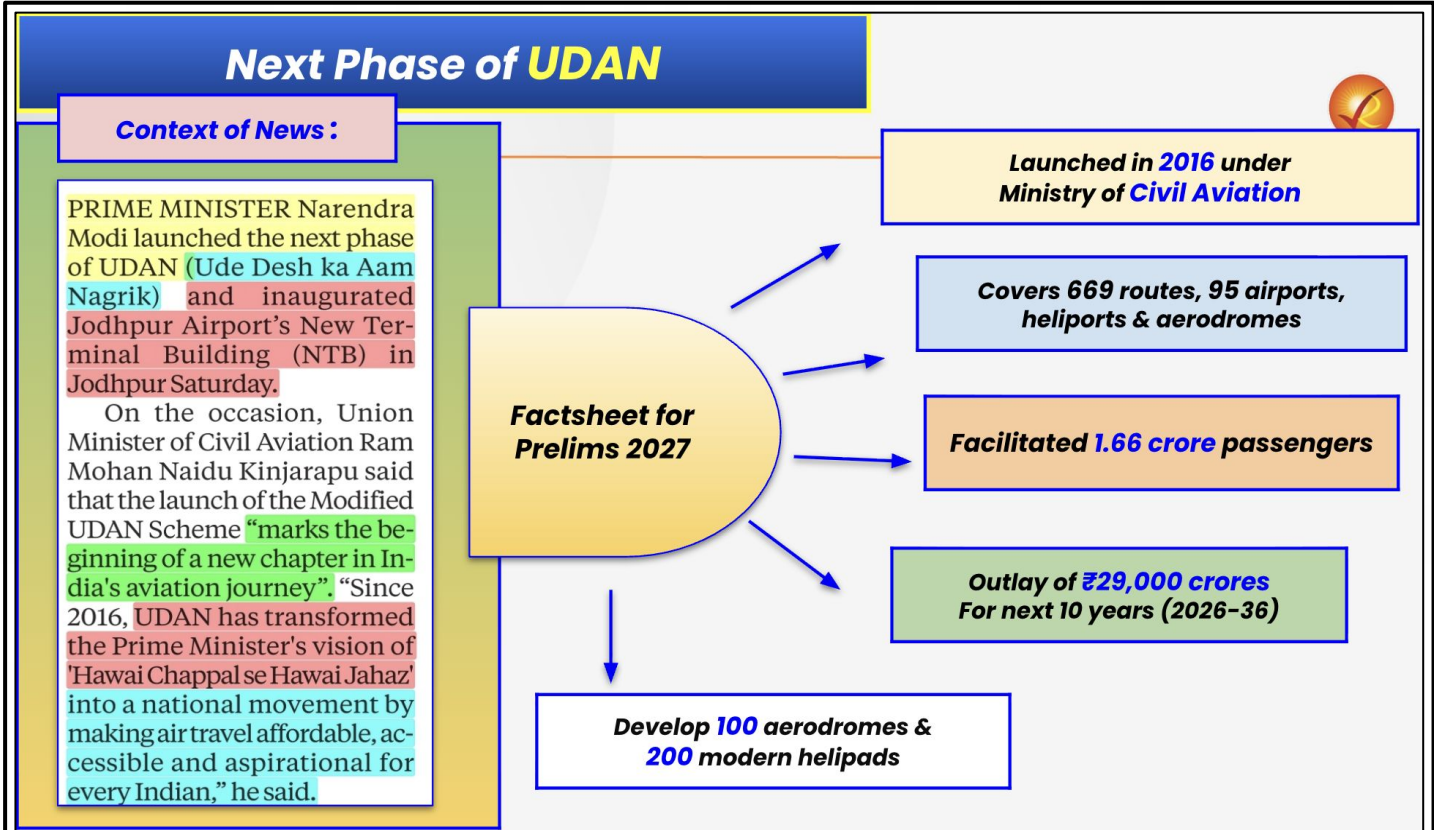 Next Phase of UDAN
Context of News :
PRIME MINISTER Narendra
Modi launched the next phase
of UDAN (Ude Desh ka Aam
Nagrik) and inaugurated
Jodhpur Airport’s New Ter-
minal Building (NTB) in
Jodhpur Saturday.
On the occasion, Union
Minister of Civil Aviation Ram
Mohan Naidu Kinjarapu said
that the launch of the Modified
UDAN Scheme “marks the be-
ginning of a new chapter in In-
dia's aviation journey”. “Since
2016, UDAN has transformed
the Prime Minister's vision of
'Hawai Chappal se Hawai Jahaz'
into a national movement by
making air travel affordable, ac-
cessible and aspirational for
every Indian,” he said.
Factsheet for
Prelims 2027
Launched in 2016 under
Ministry of Civil Aviation
Covers 669 routes, 95 airports,
heliports & aerodromes
Facilitated 1.66 crore passengers
Outlay of ₹29,000 crores
For next 10 years (2026-36)
Develop 100 aerodromes &
200 modern helipads